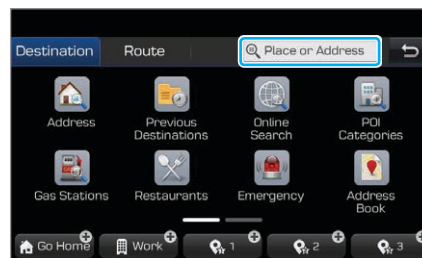 Destination Route Place or Address
Address Previous Destinations Online Search POI Categories
Gas Stations Restaurants Emergency Address Book
Go Home Work 1 2 3